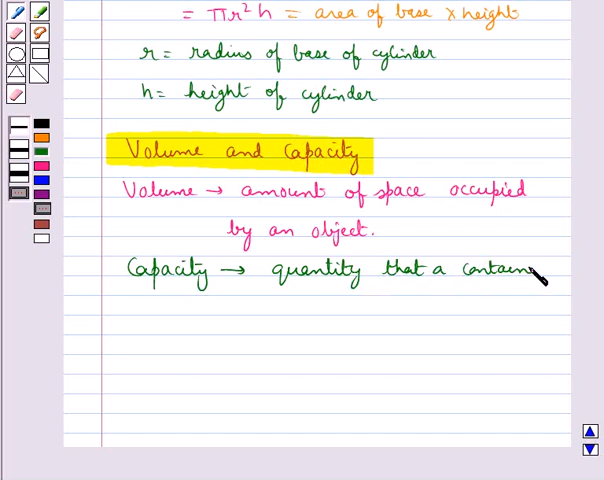 = πr² h = area of base × height
r = radius of base of cylinder
h = height of cylinder
Volume and Capacity
Volume → amount of space occupied
by an object.
Capacity → quantity that a contain